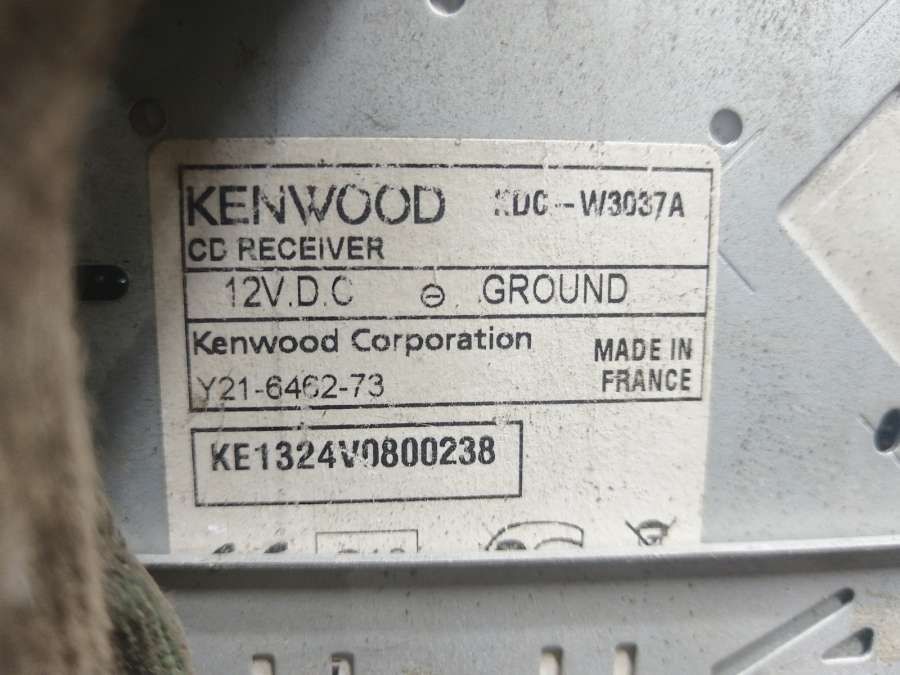 KENWOOD KDC-W3037A
CD RECEIVER
12V.D.C ⊖ GROUND
Kenwood Corporation
MADE IN
Y21-6462-73
FRANCE
KE1324V0800238